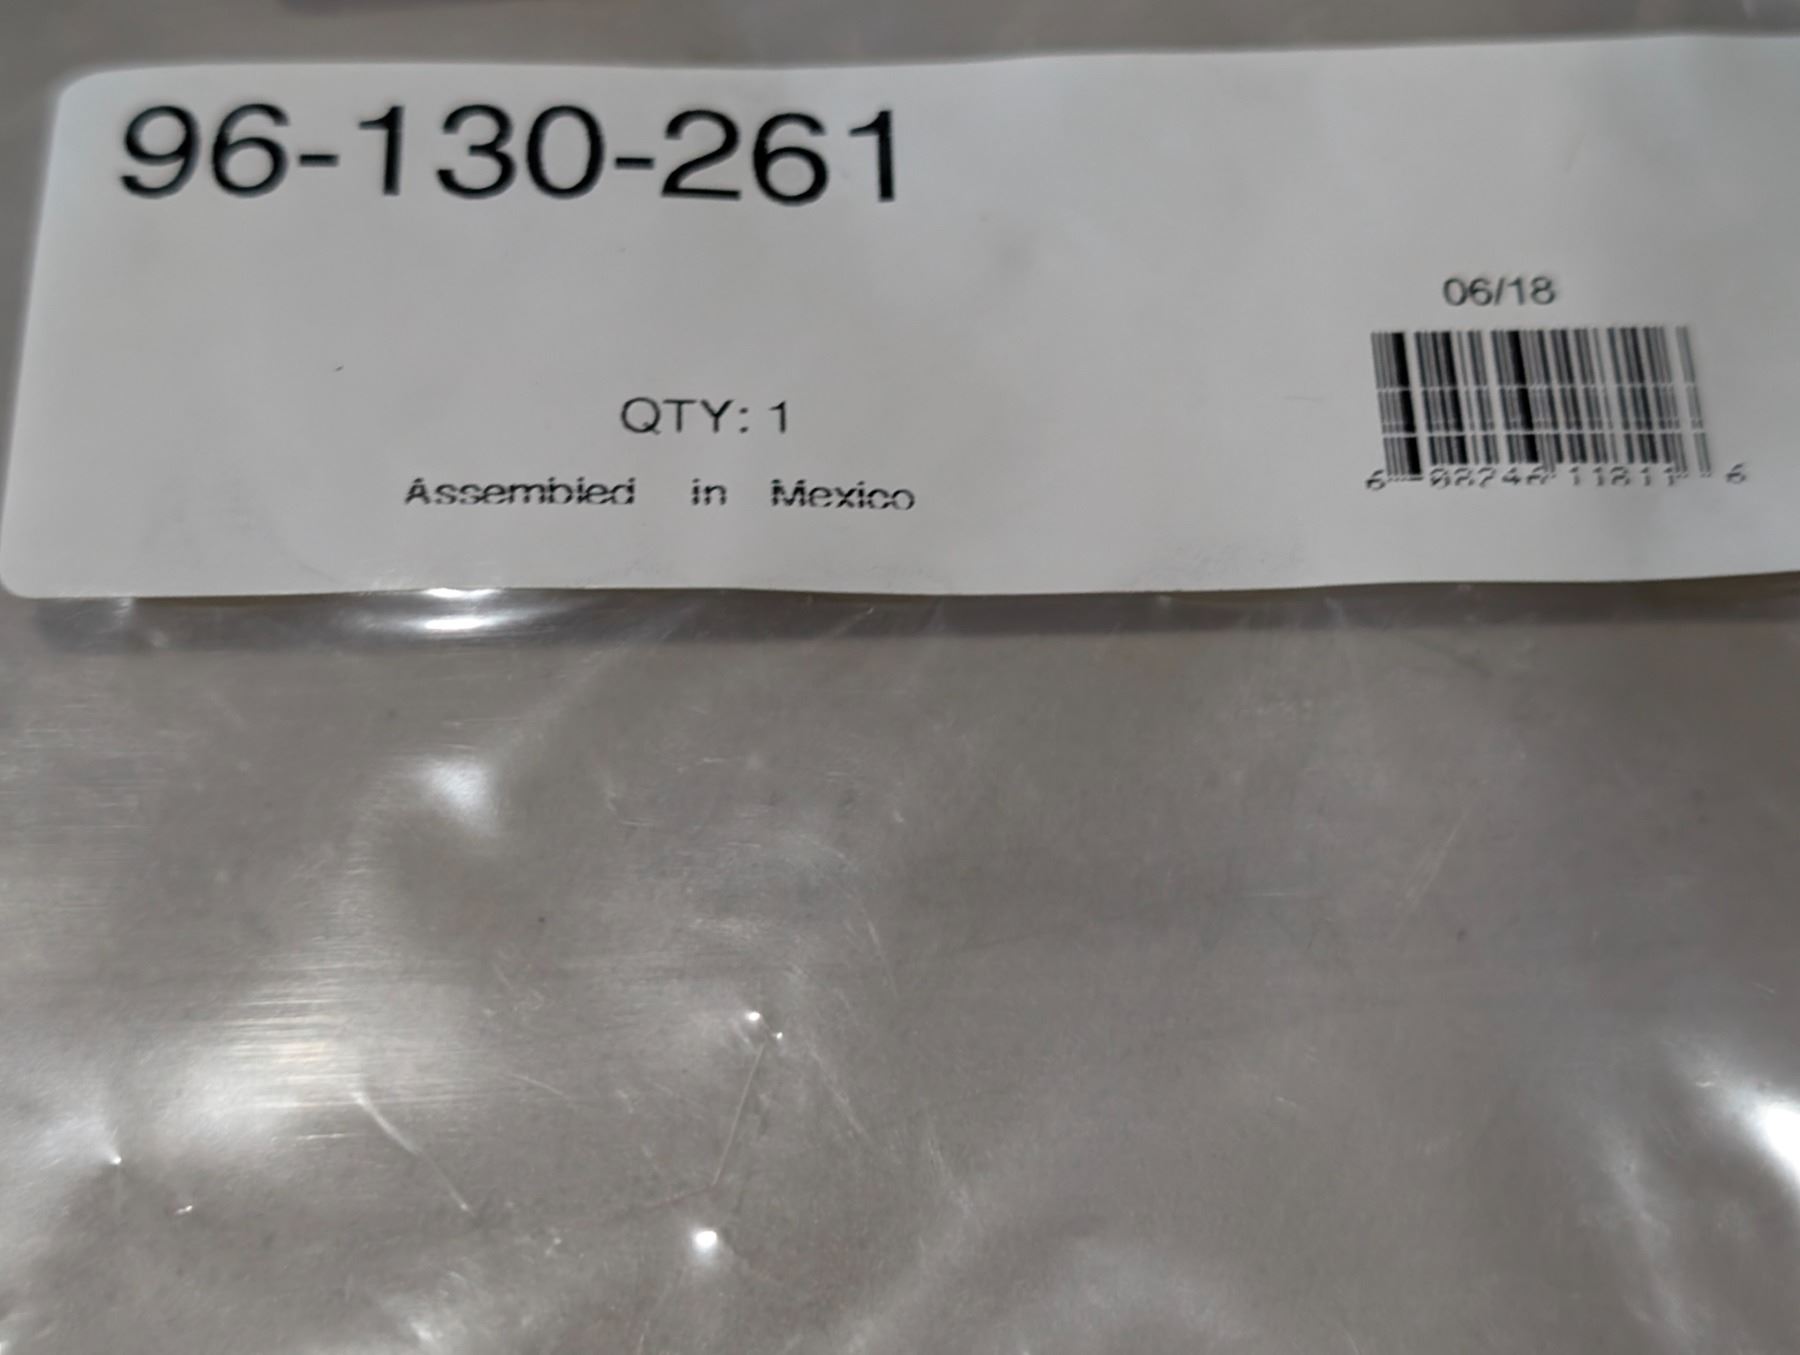 96-130-261
06/18
QTY: 1
Assembled in Mexico